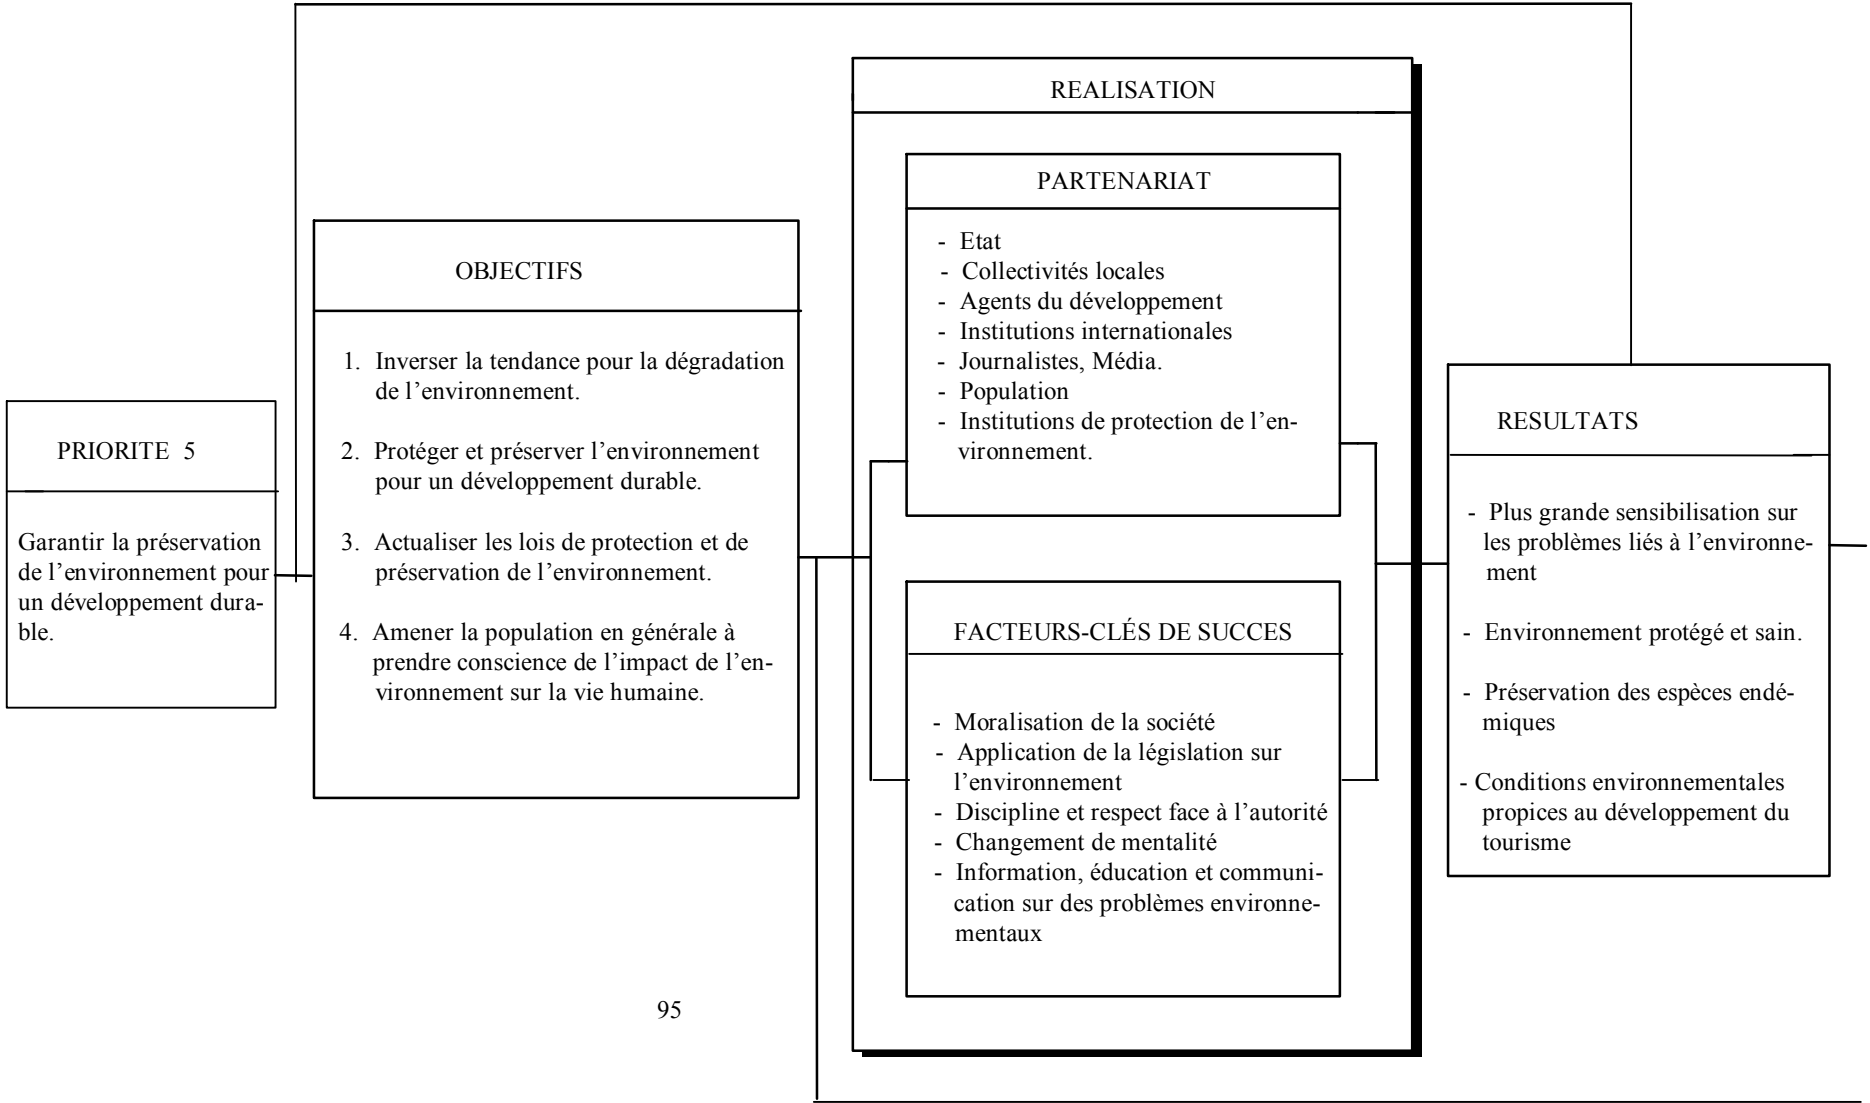 PRIORITE 5
Garantir la préservation
de l'environnement pour
un développement dura-
ble.
OBJECTIFS
1. Inverser la tendance pour la dégradation
de l'environnement.
2. Protéger et préserver l'environnement
pour un développement durable.
3. Actualiser les lois de protection et de
préservation de l'environnement.
4. Amener la population en générale à
prendre conscience de l'impact de l'en-
vironnement sur la vie humaine.
REALISATION
PARTENARIAT
- Etat
- Collectivités locales
- Agents du développement
- Institutions internationales
- Journalistes, Média.
- Population
- Institutions de protection de l'en-
vironnement.
FACTEURS-CLÉS DE SUCCES
- Moralisation de la société
- Application de la législation sur
l'environnement
- Discipline et respect face à l'autorité
- Changement de mentalité
- Information, éducation et communi-
cation sur des problèmes environne-
mentaux
RESULTATS
- Plus grande sensibilisation sur
les problèmes liés à l'environne-
ment
- Environnement protégé et sain.
- Préservation des espèces endé-
miques
- Conditions environnementales
propices au développement du
tourisme
95